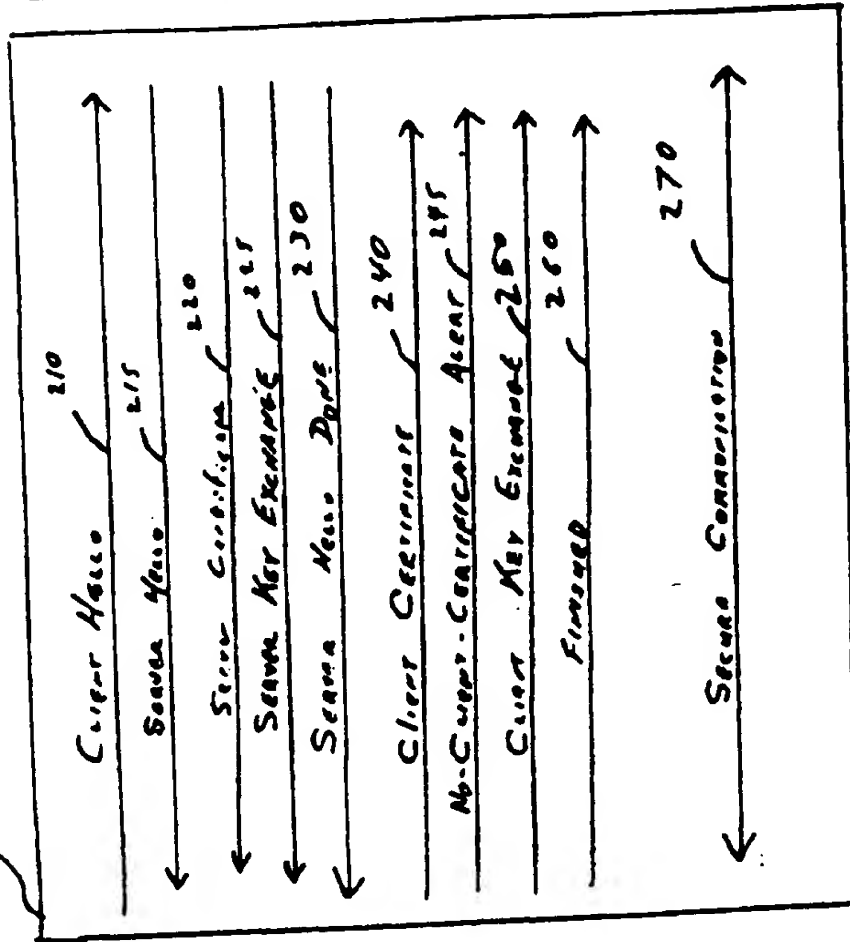 Client Hello 210
Server Hello 215
Server Certificate 220
Server Key Exchange 225
Server Hello Done 230
Client Certificate 240
No-Client-Certificate Alert 245
Client Key Exchange 250
Finished 260
Secure Communication 270